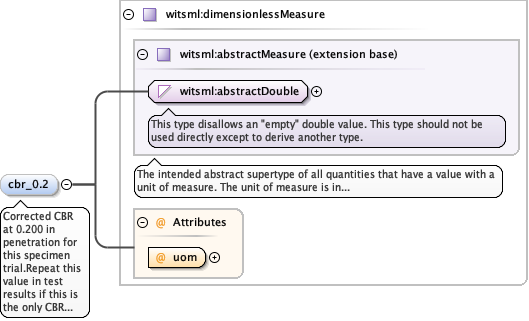 witsml:dimensionlessMeasure
witsml:abstractMeasure (extension base)
witsml:abstractDouble
This type disallows an "empty" double value. This type should not be
used directly except to derive another type.
The intended abstract supertype of all quantities that have a value with a
unit of measure. The unit of measure is in...
cbr_0.2
Corrected CBR
at 0.200 in
penetration for
this specimen
trial.Repeat this
value in test
results if this is
the only CBR...
@ Attributes
@ uom